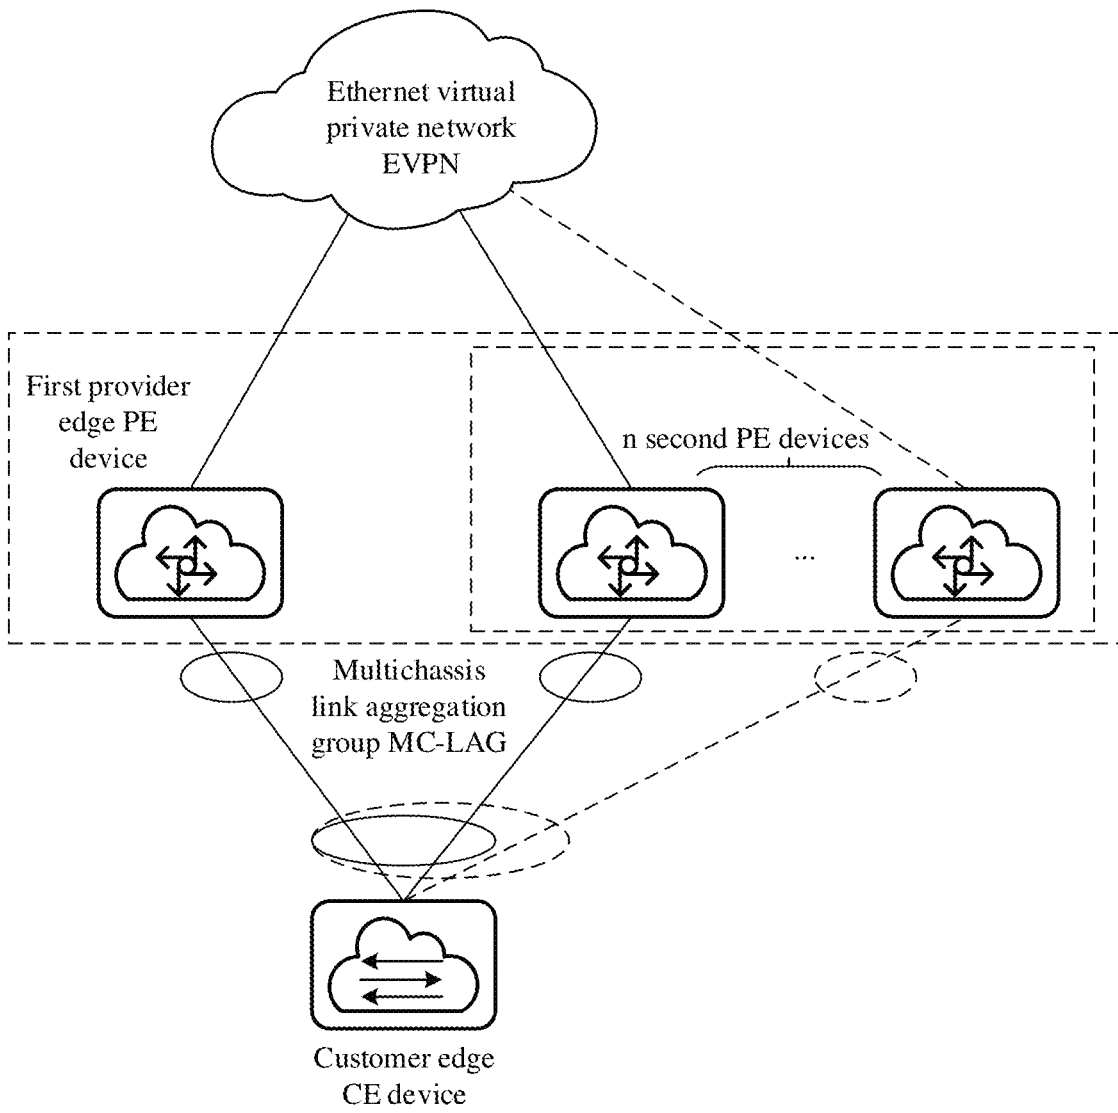 Ethernet virtual
private network
EVPN
First provider
edge PE
device
n second PE devices
...
Multichassis
link aggregation
group MC-LAG
Customer edge
CE device